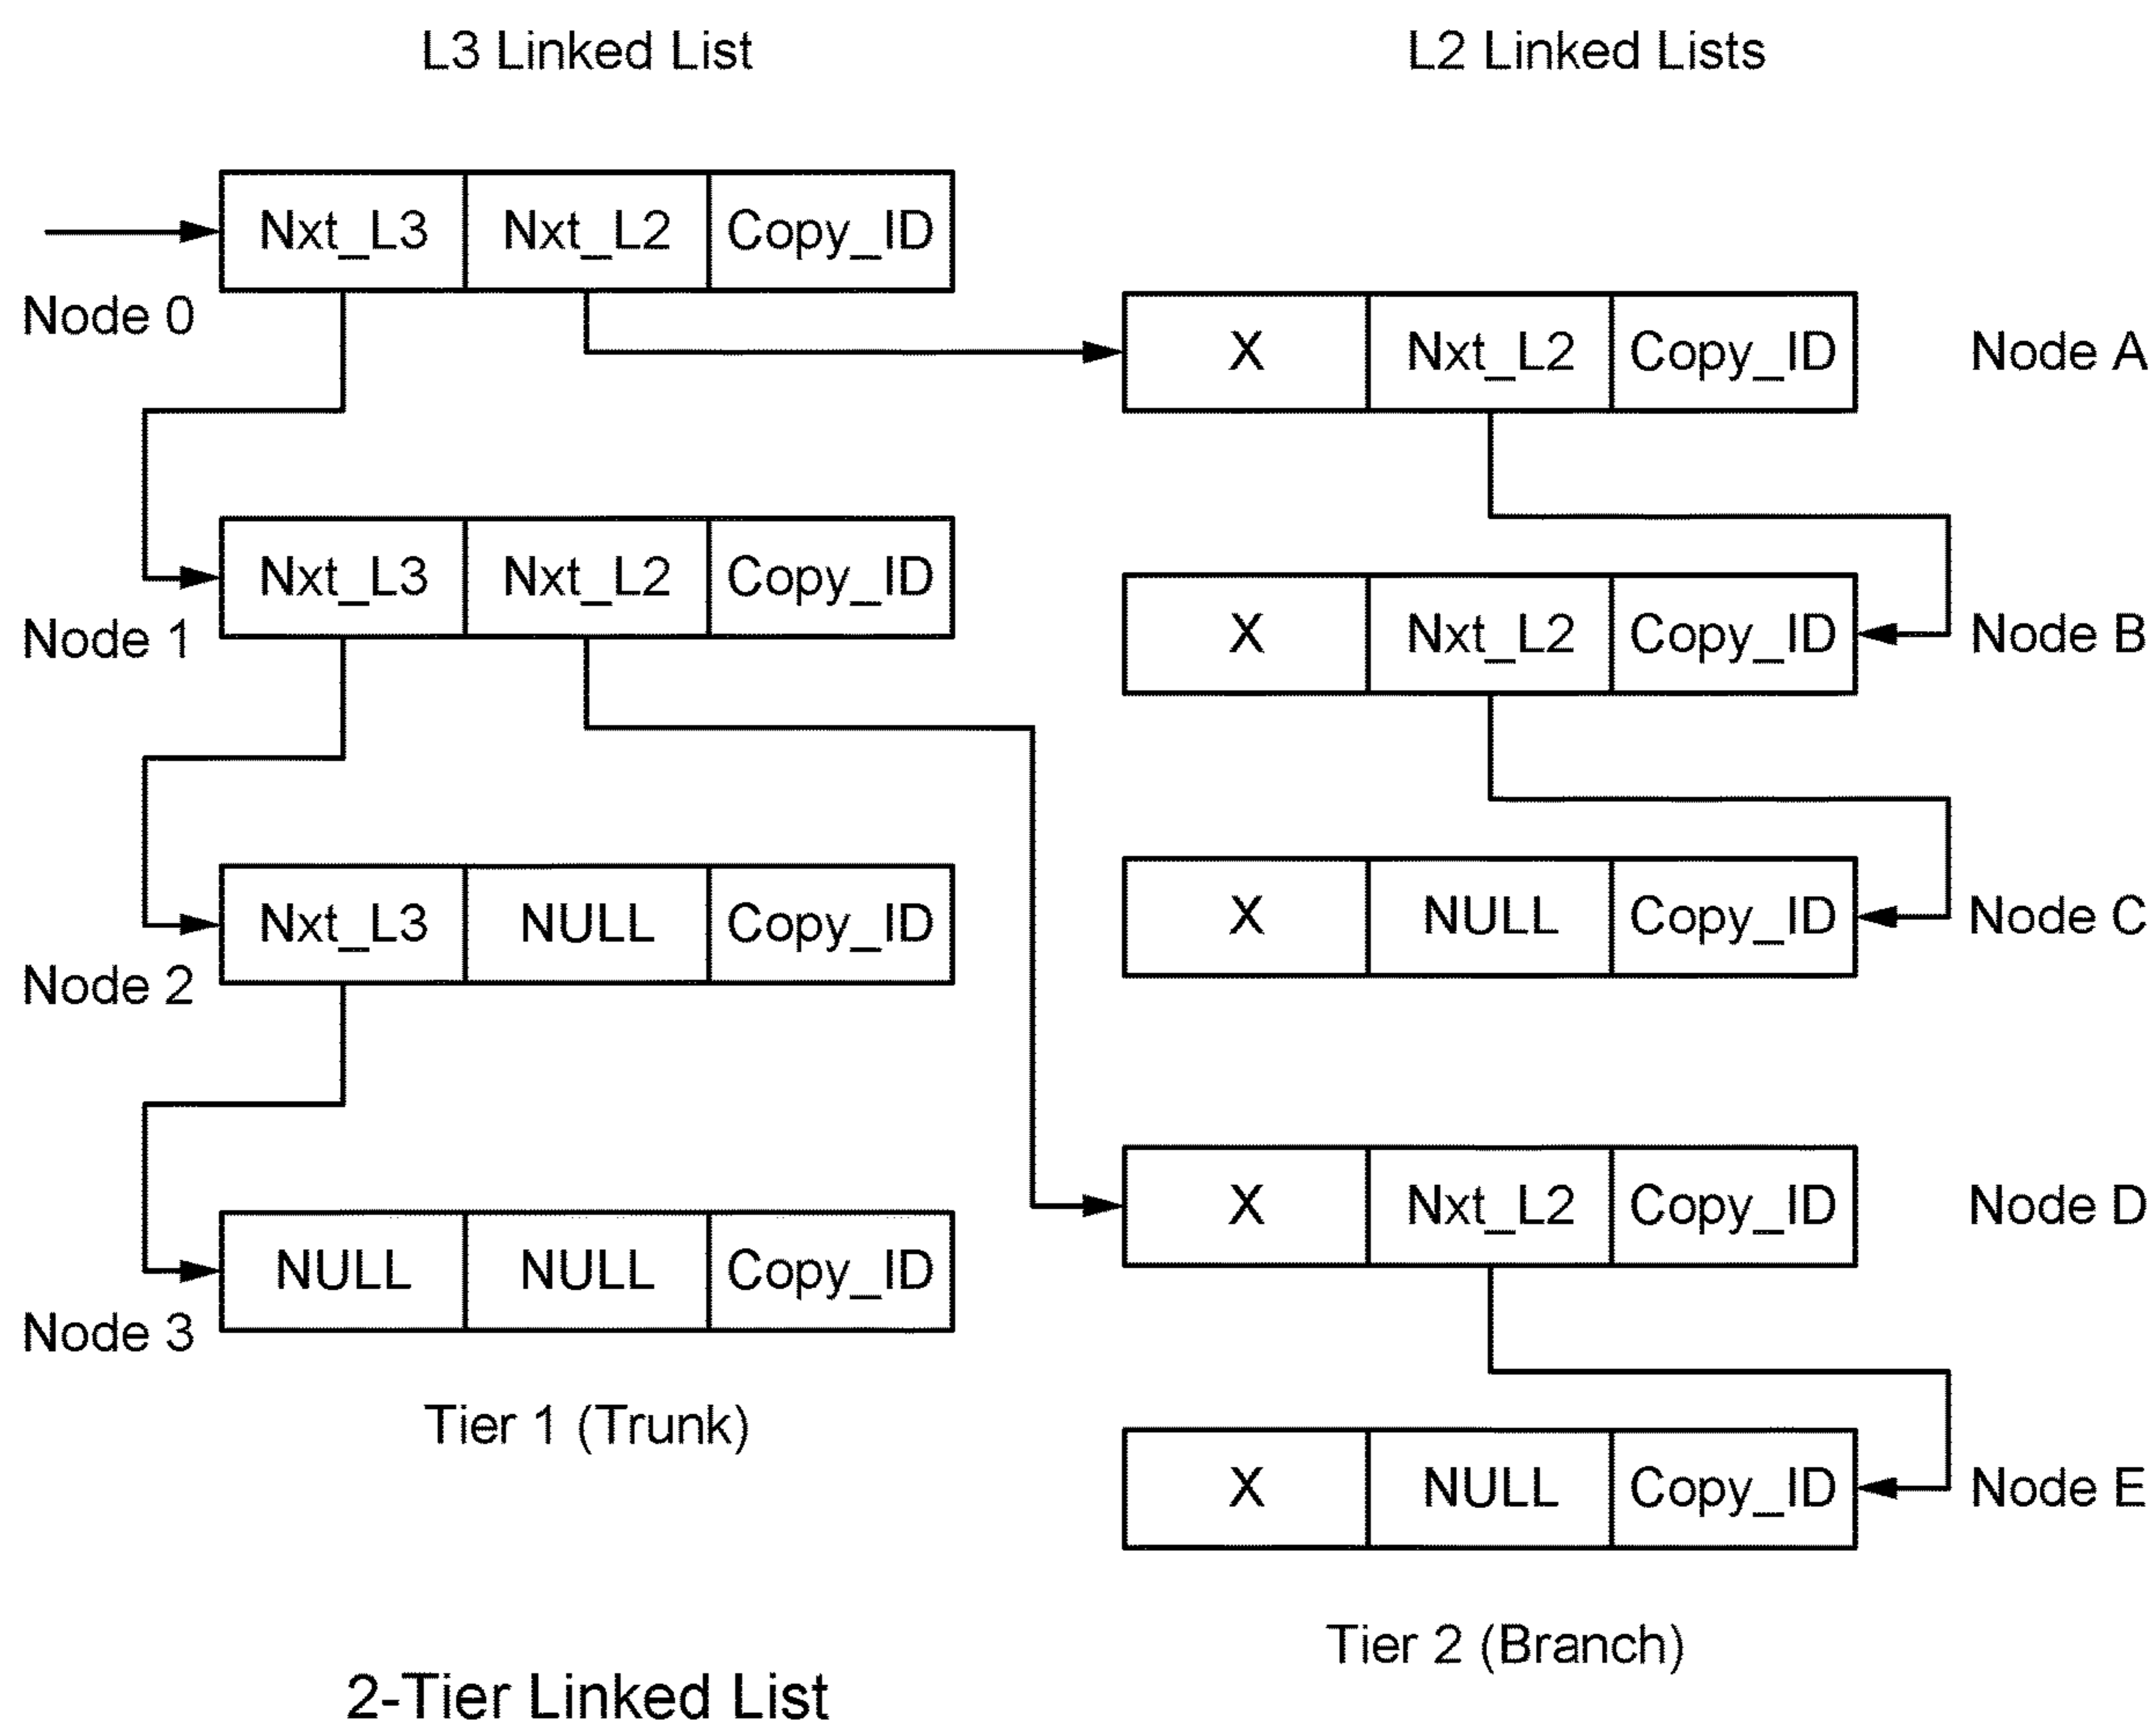 L3 Linked List
L2 Linked Lists
Nxt_L3 Nxt_L2 Copy_ID
Node 0
X Nxt_L2 Copy_ID Node A
Nxt_L3 Nxt_L2 Copy_ID
Node 1
X Nxt_L2 Copy_ID Node B
Nxt_L3 NULL Copy_ID
Node 2
X NULL Copy_ID Node C
X Nxt_L2 Copy_ID Node D
NULL NULL Copy_ID
Node 3
Tier 1 (Trunk)
X NULL Copy_ID Node E
Tier 2 (Branch)
2-Tier Linked List